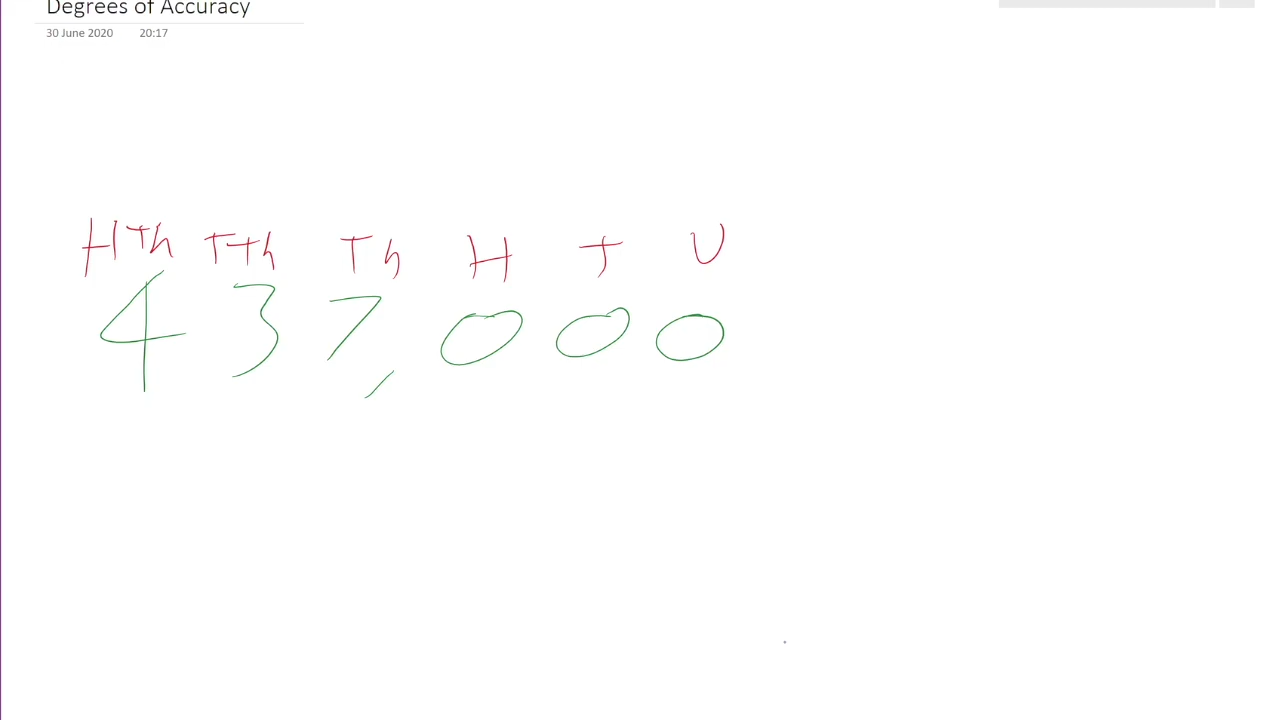 Degrees of Accuracy
30 June 2020 20:17
HTh TTh Th H T U
437,000